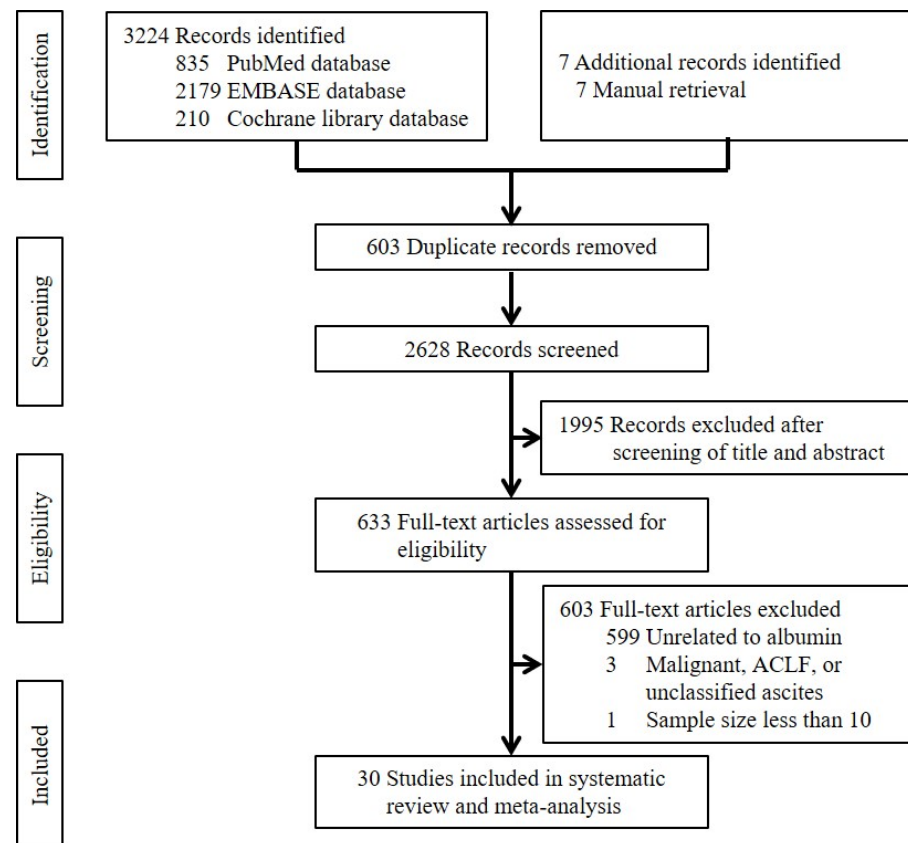 Identification
3224 Records identified
835 PubMed database
2179 EMBASE database
210 Cochrane library database
7 Additional records identified
7 Manual retrieval
603 Duplicate records removed
Screening
2628 Records screened
1995 Records excluded after
screening of title and abstract
Eligibility
633 Full-text articles assessed for
eligibility
603 Full-text articles excluded
599 Unrelated to albumin
3 Malignant, ACLF, or
unclassified ascites
1 Sample size less than 10
Included
30 Studies included in systematic
review and meta-analysis